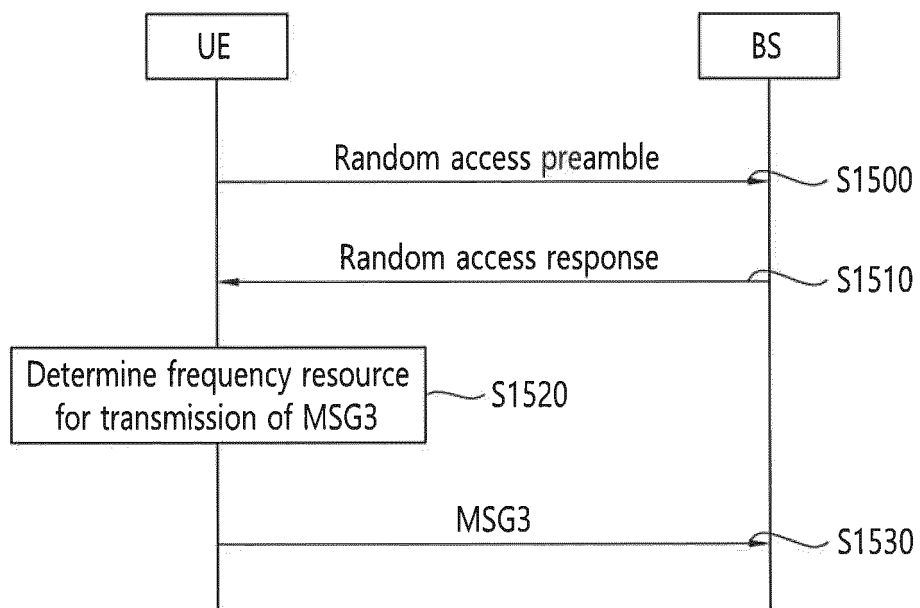 UE
BS
Random access preamble
S1500
Random access response
S1510
Determine frequency resource
for transmission of MSG3
S1520
MSG3
S1530